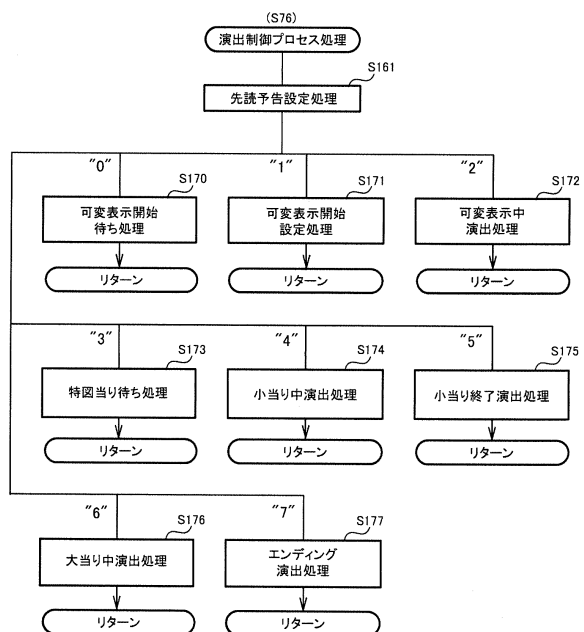 (S76)
演出制御プロセス処理
S161
先読予告設定処理
"0"
"1"
"2"
S170
S171
S172
可変表示開始
待ち処理
可変表示開始
設定処理
可変表示中
演出処理
リターン
リターン
リターン
"3"
"4"
"5"
S173
S174
S175
特図当り待ち処理
小当り中演出処理
小当り終了演出処理
リターン
リターン
リターン
"6"
"7"
S176
S177
大当り中演出処理
エンディング
演出処理
リターン
リターン